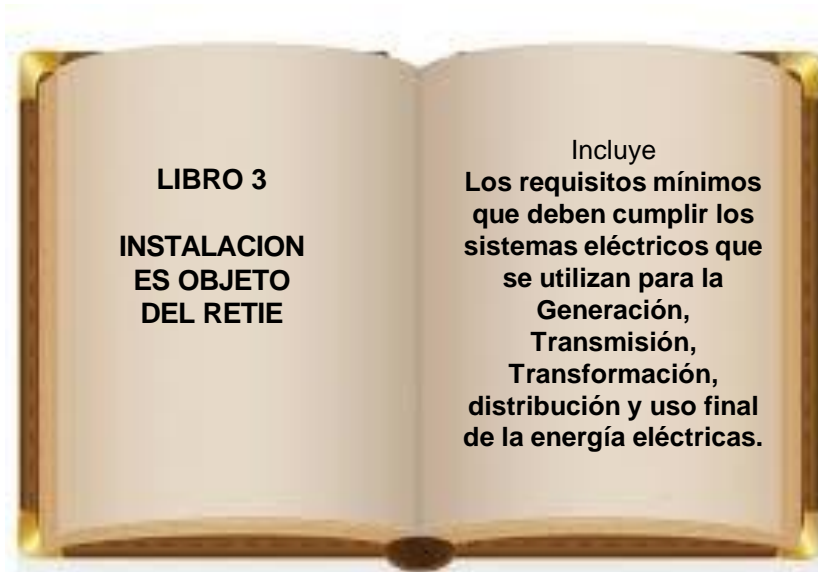 LIBRO 3
INSTALACION
ES OBJETO
DEL RETIE
Incluye
Los requisitos mínimos
que deben cumplir los
sistemas eléctricos que
se utilizan para la
Generación,
Transmisión,
Transformación,
distribución y uso final
de la energía eléctricas.